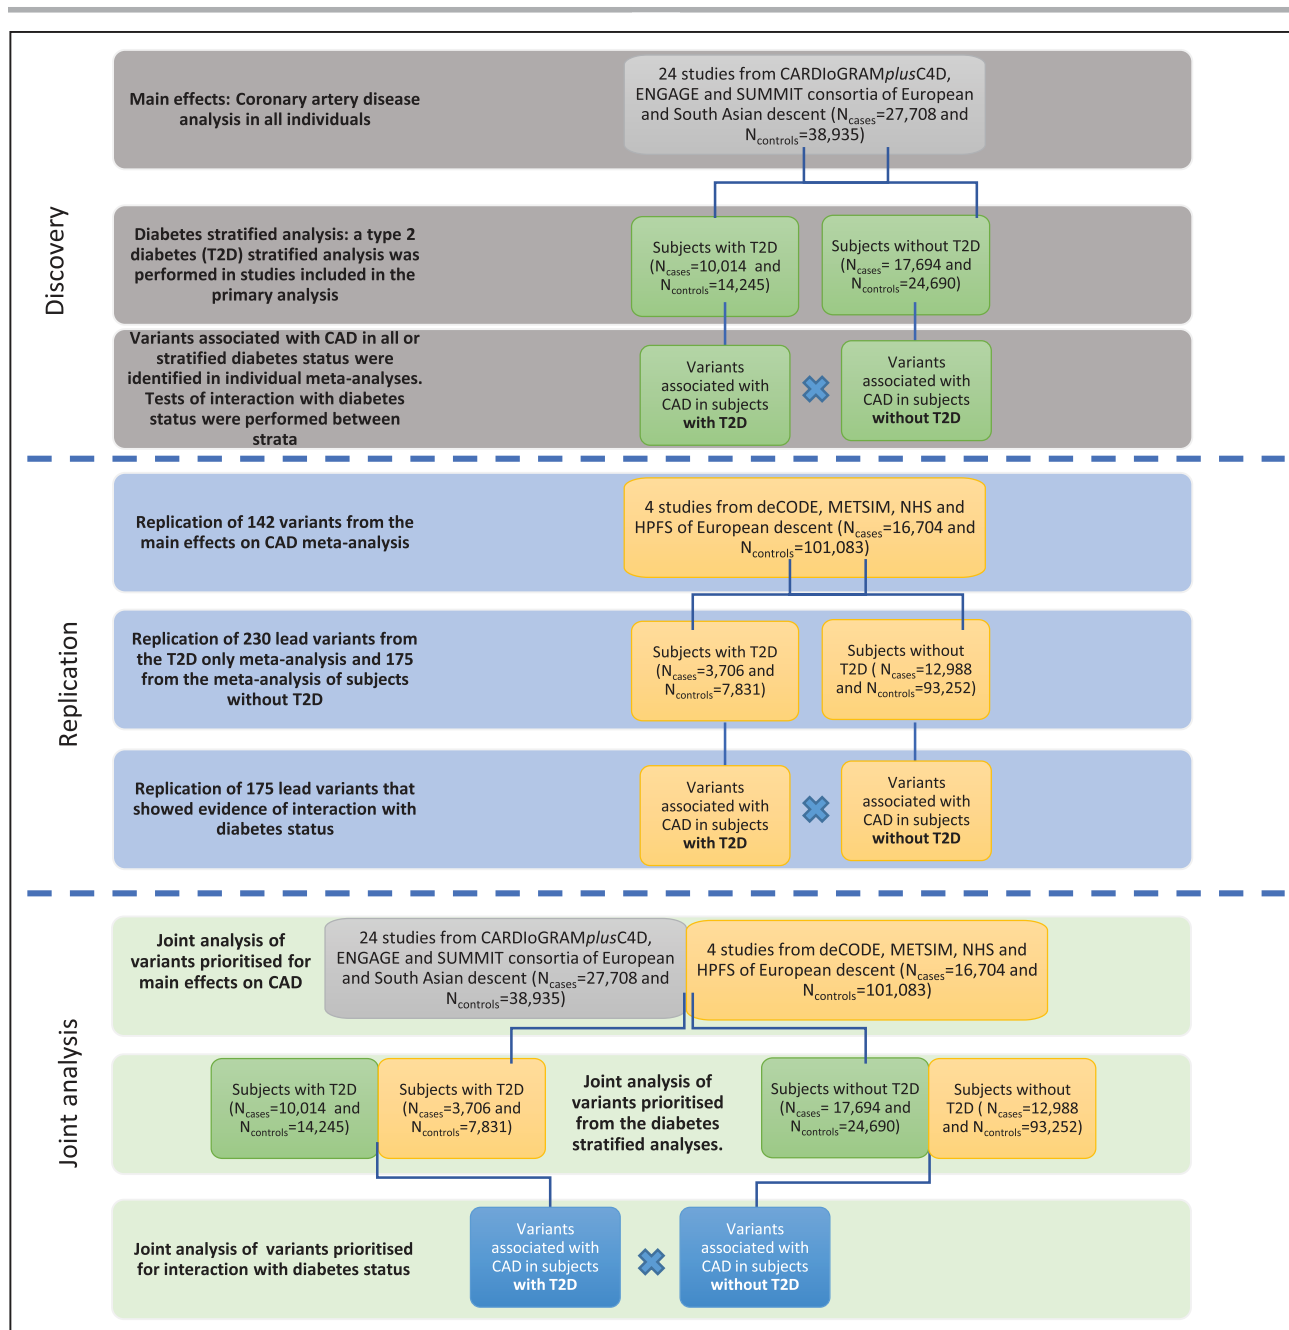 Discovery
Main effects: Coronary artery disease
analysis in all individuals
24 studies from CARDIoGRAMplusC4D,
ENGAGE and SUMMIT consortia of European
and South Asian descent (Ncases=27,708 and
Ncontrols=38,935)
Diabetes stratified analysis: a type 2
diabetes (T2D) stratified analysis was
performed in studies included in the
primary analysis
Subjects with T2D
(Ncases=10,014 and
Ncontrols=14,245)
Subjects without T2D
(Ncases= 17,694 and
Ncontrols=24,690)
Variants associated with CAD in all or
stratified diabetes status were
identified in individual meta-analyses.
Tests of interaction with diabetes
status were performed between
strata
Variants
associated with
CAD in subjects
with T2D
Variants
associated with
CAD in subjects
without T2D
Replication
Replication of 142 variants from the
main effects on CAD meta-analysis
4 studies from deCODE, METSIM, NHS and
HPFS of European descent (Ncases=16,704 and
Ncontrols=101,083)
Replication of 230 lead variants from
the T2D only meta-analysis and 175
from the meta-analysis of subjects
without T2D
Subjects with T2D
(Ncases=3,706 and
Ncontrols=7,831)
Subjects without
T2D ( Ncases=12,988
and Ncontrols=93,252)
Replication of 175 lead variants that
showed evidence of interaction with
diabetes status
Variants
associated with
CAD in subjects
with T2D
Variants
associated with
CAD in subjects
without T2D
Joint analysis
Joint analysis of
variants prioritised for
main effects on CAD
24 studies from CARDIoGRAMplusC4D,
ENGAGE and SUMMIT consortia of European
and South Asian descent (Ncases=27,708 and
Ncontrols=38,935)
4 studies from deCODE, METSIM, NHS and
HPFS of European descent (Ncases=16,704 and
Ncontrols=101,083)
Subjects with T2D
(Ncases=10,014 and
Ncontrols=14,245)
Subjects with T2D
(Ncases=3,706 and
Ncontrols=7,831)
Joint analysis of
variants prioritised
from the diabetes
stratified analyses.
Subjects without T2D
(Ncases= 17,694 and
Ncontrols=24,690)
Subjects without
T2D ( Ncases=12,988
and Ncontrols=93,252)
Joint analysis of variants prioritised
for interaction with diabetes status
Variants
associated with
CAD in subjects
with T2D
Variants
associated with
CAD in subjects
without T2D